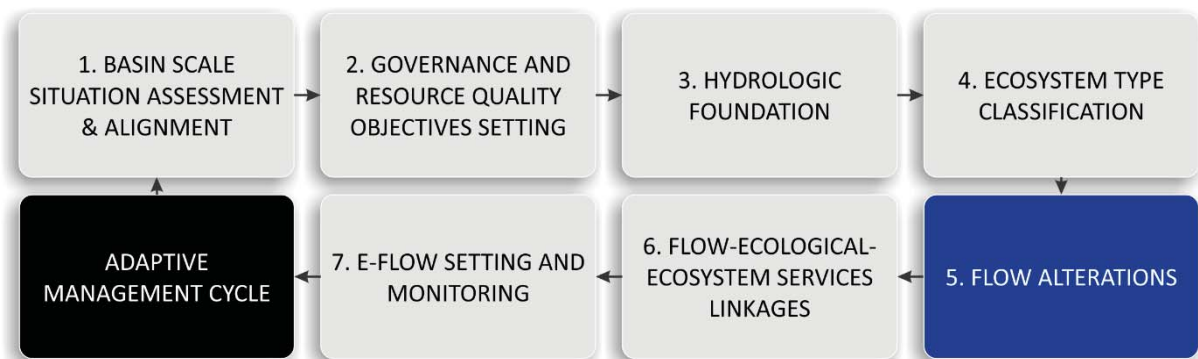 1. BASIN SCALE
SITUATION ASSESSMENT
& ALIGNMENT
2. GOVERNANCE AND
RESOURCE QUALITY
OBJECTIVES SETTING
3. HYDROLOGIC
FOUNDATION
4. ECOSYSTEM TYPE
CLASSIFICATION
5. FLOW ALTERATIONS
6. FLOW-ECOLOGICAL-
ECOSYSTEM SERVICES
LINKAGES
7. E-FLOW SETTING AND
MONITORING
ADAPTIVE
MANAGEMENT CYCLE